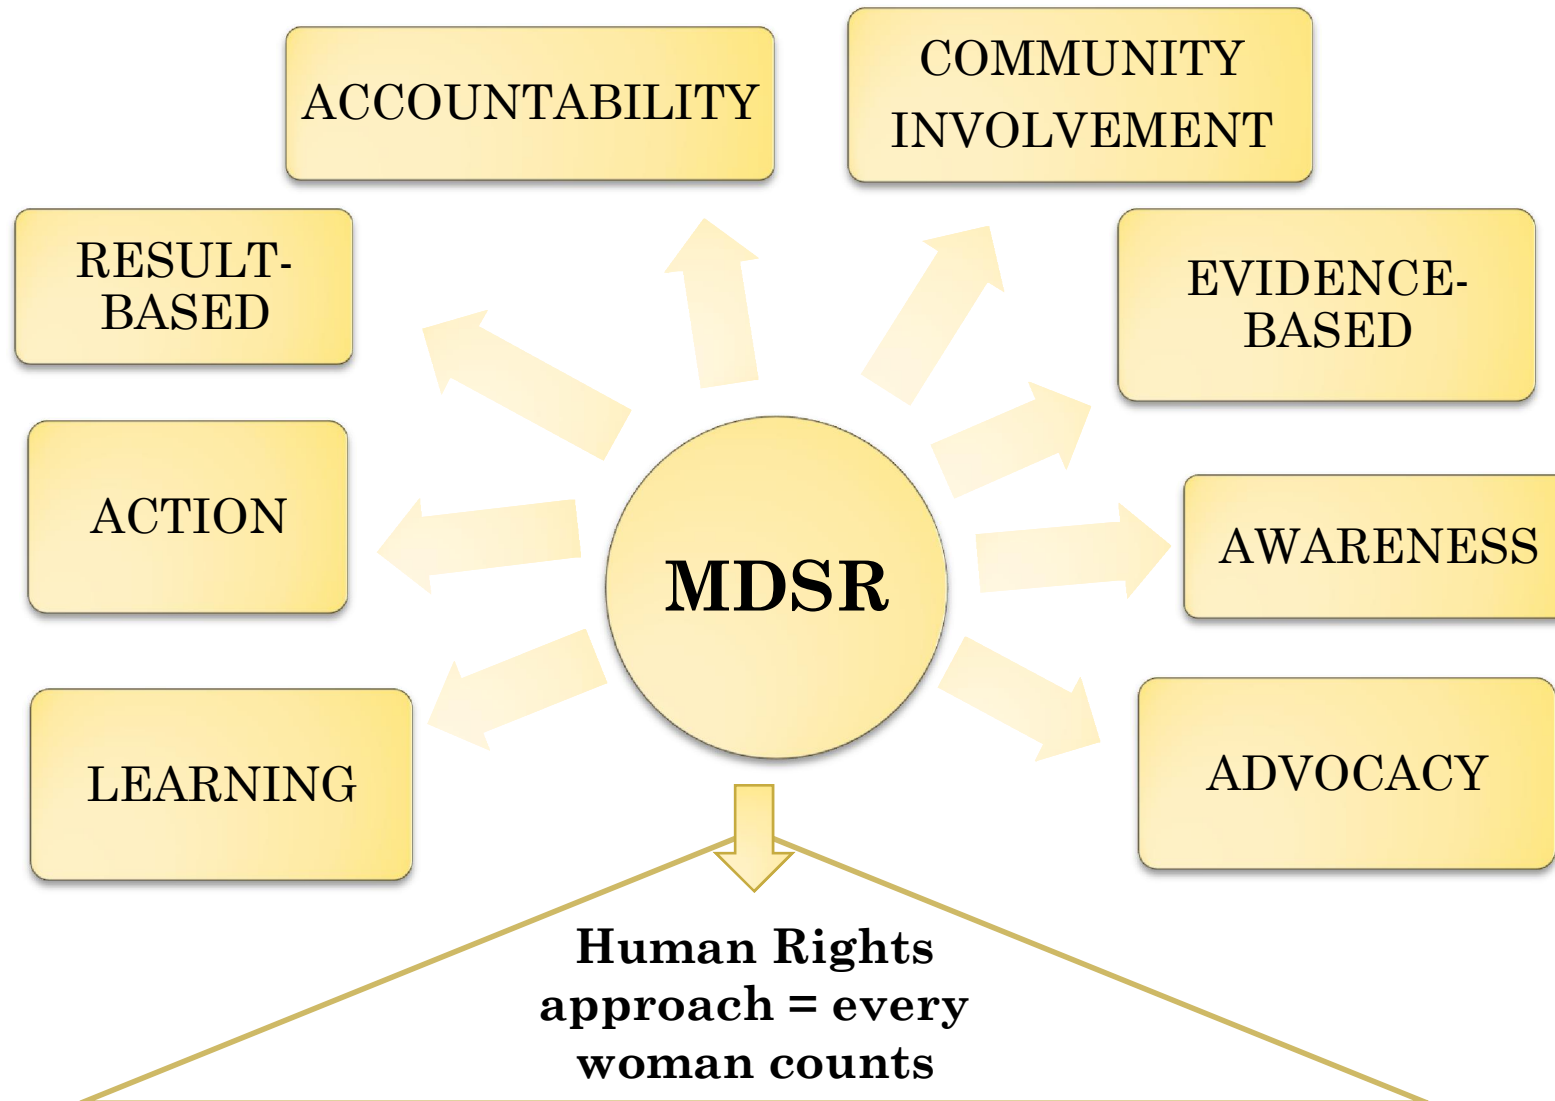 ACCOUNTABILITY
COMMUNITY
INVOLVEMENT
RESULT-
BASED
EVIDENCE-
BASED
ACTION
AWARENESS
MDSR
LEARNING
ADVOCACY
Human Rights
approach = every
woman counts